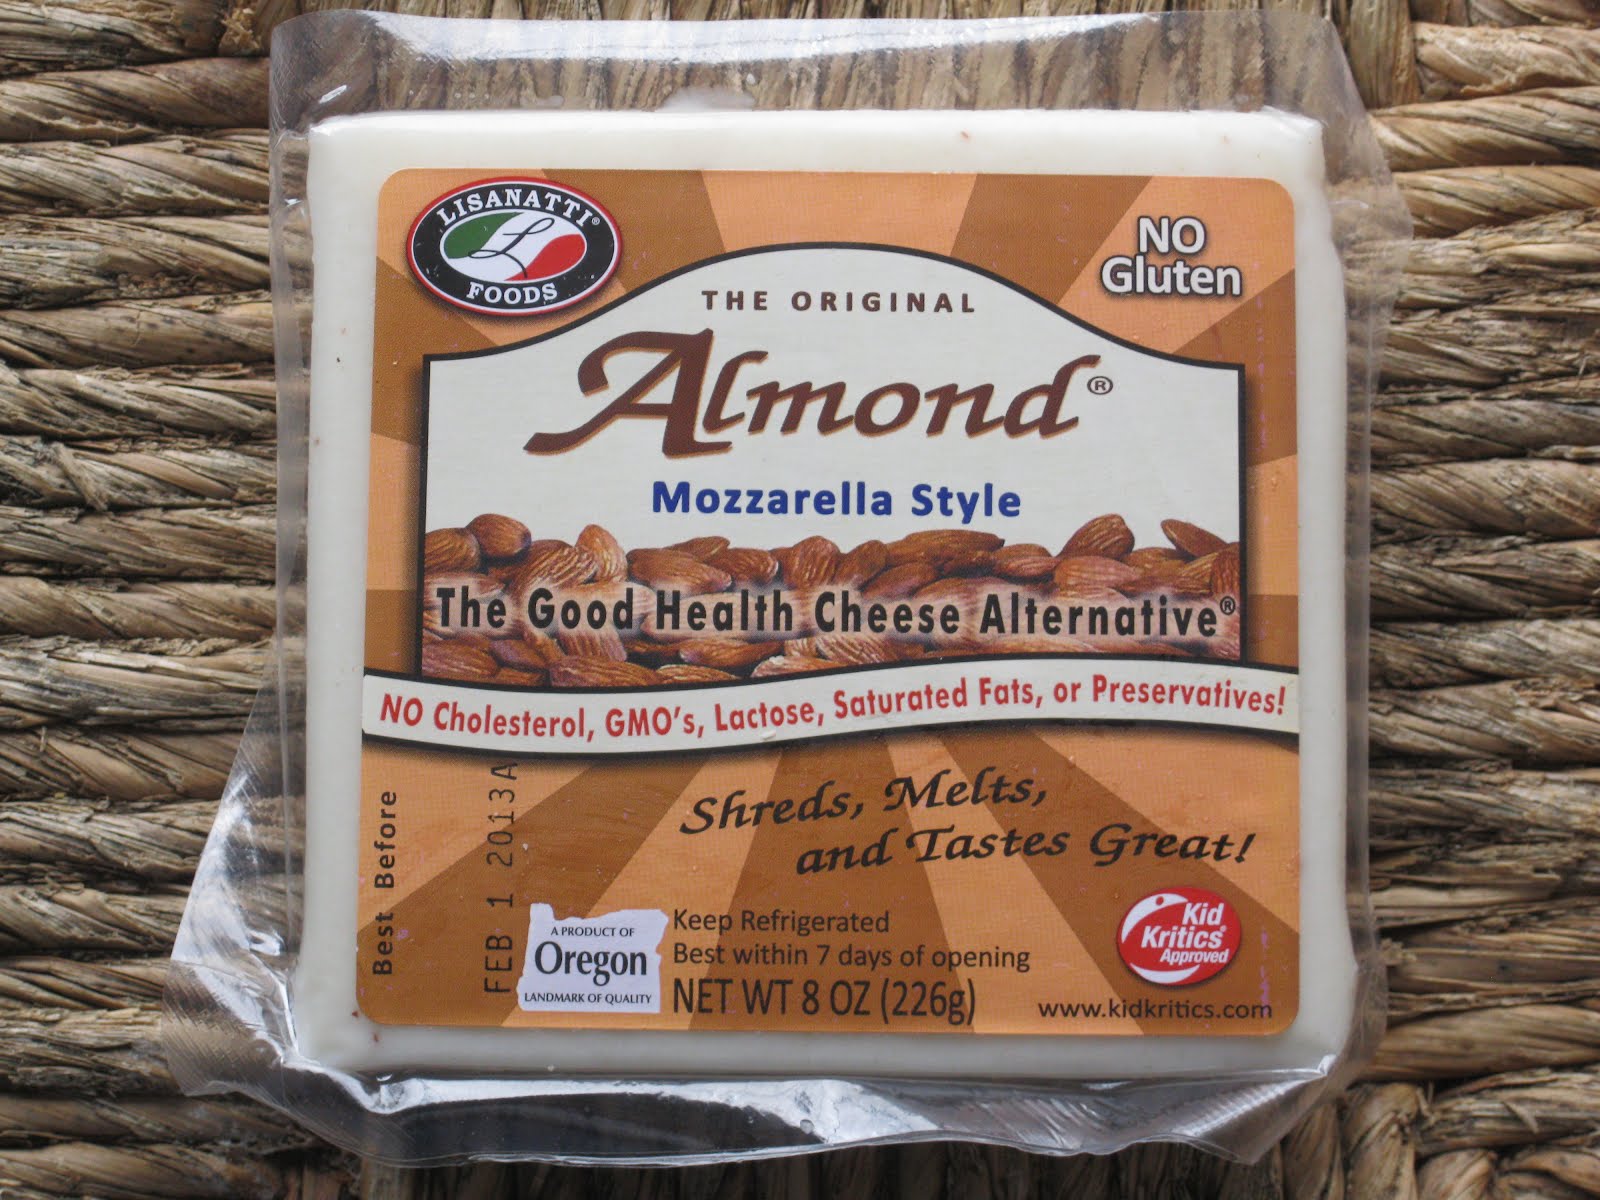 LISANATTI®
FOODS
NO
Gluten
THE ORIGINAL
Almond®
Mozzarella Style
The Good Health Cheese Alternative®
NO Cholesterol, GMO's, Lactose, Saturated Fats, or Preservatives!
Shreds, Melts,
and Tastes Great!
Best Before
FEB 1 2013A
A PRODUCT OF
Oregon
LANDMARK OF QUALITY
Keep Refrigerated
Best within 7 days of opening
NET WT 8 OZ (226g)
Kid
Kritics®
Approved
www.kidkritics.com